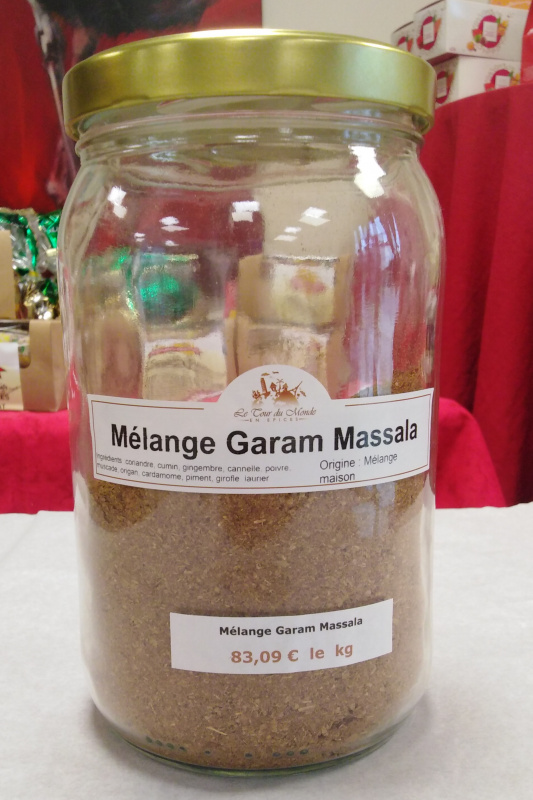 Le Tour du Monde
EN EPICES
Mélange Garam Massala
Ingrédients: coriandre, cumin, gingembre, cannelle, poivre,
muscade, origan, cardamome, piment, girofle laurier
Origine : Mélange
maison
Mélange Garam Massala
83,09 € le kg